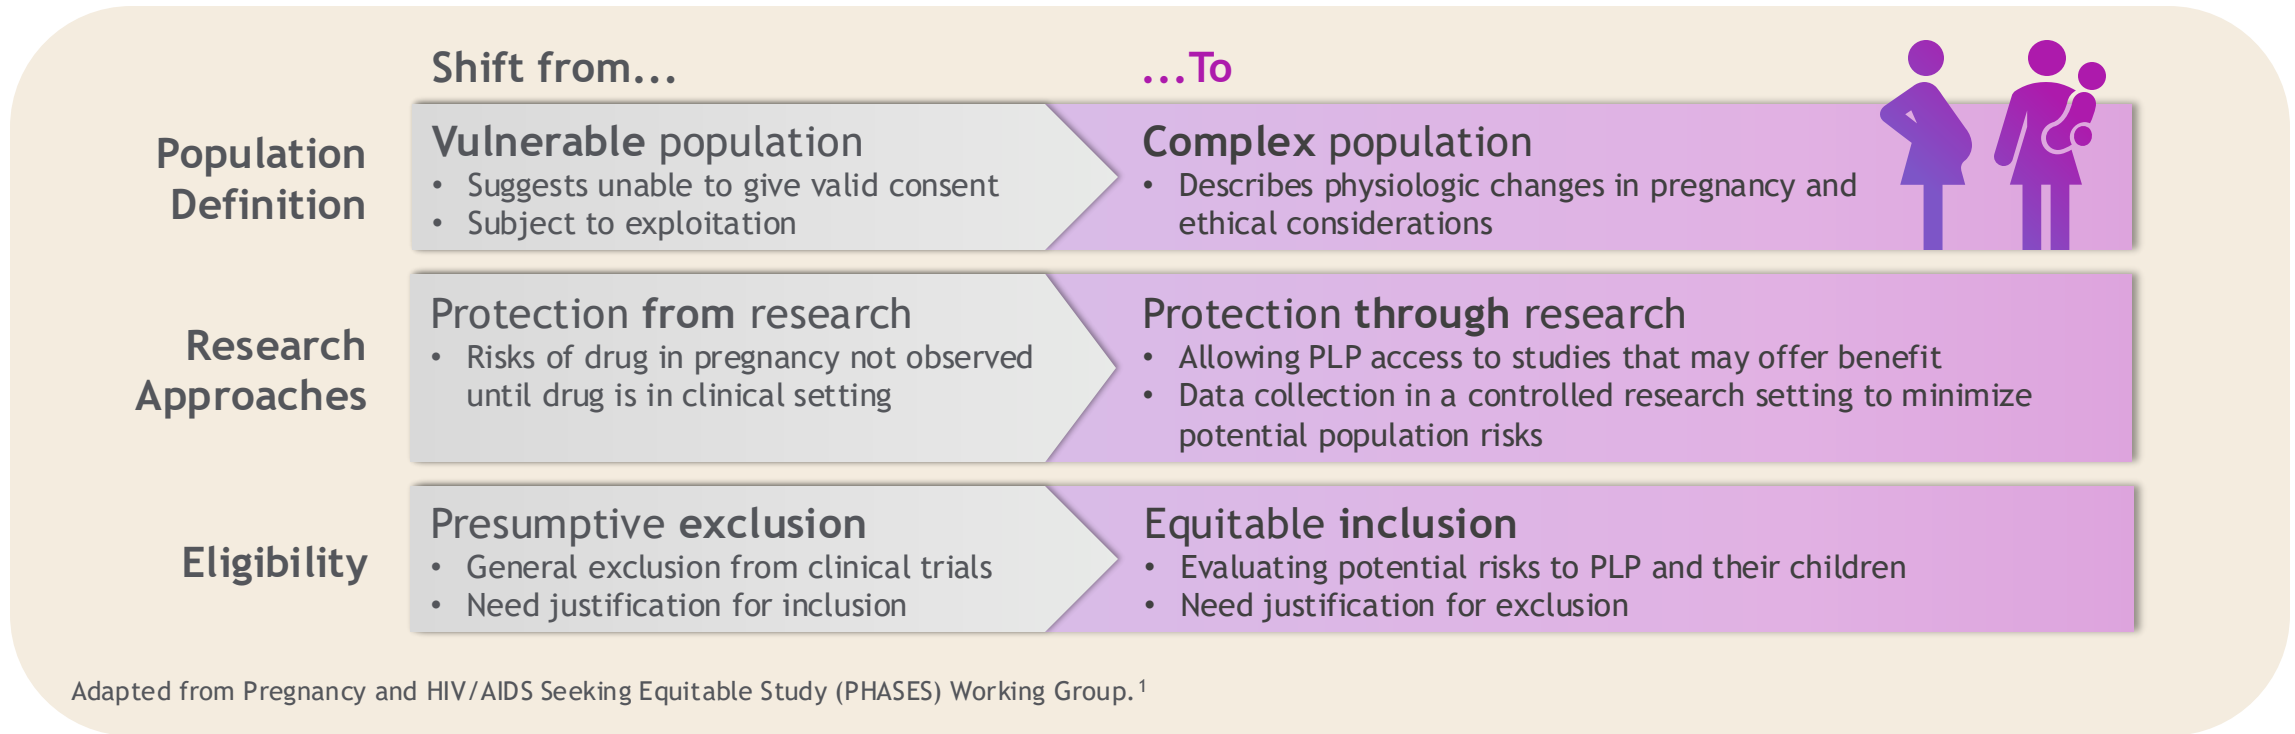 Shift from...
...To
Population
Definition
Vulnerable population
• Suggests unable to give valid consent
• Subject to exploitation
Complex population
• Describes physiologic changes in pregnancy and
ethical considerations
Research
Approaches
Protection from research
• Risks of drug in pregnancy not observed
until drug is in clinical setting
Protection through research
• Allowing PLP access to studies that may offer benefit
• Data collection in a controlled research setting to minimize
potential population risks
Eligibility
Presumptive exclusion
• General exclusion from clinical trials
• Need justification for inclusion
Equitable inclusion
• Evaluating potential risks to PLP and their children
• Need justification for exclusion
Adapted from Pregnancy and HIV/AIDS Seeking Equitable Study (PHASES) Working Group.¹